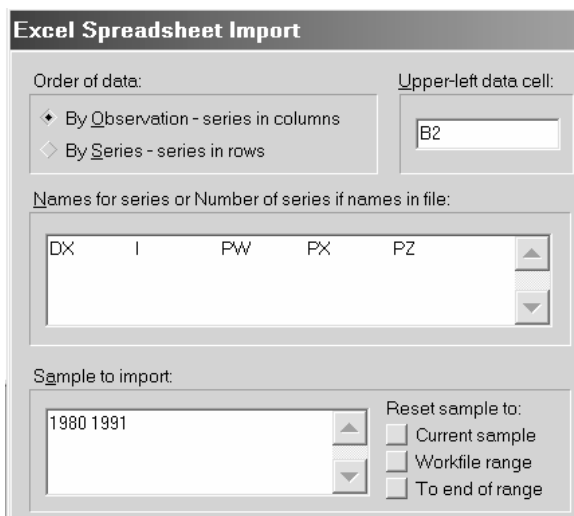 Excel Spreadsheet Import
Order of data:
By Observation - series in columns
By Series - series in rows
Upper-left data cell:
B2
Names for series or Number of series if names in file:
DX I PW PX PZ
Sample to import:
1980 1991
Reset sample to:
Current sample
Workfile range
To end of range